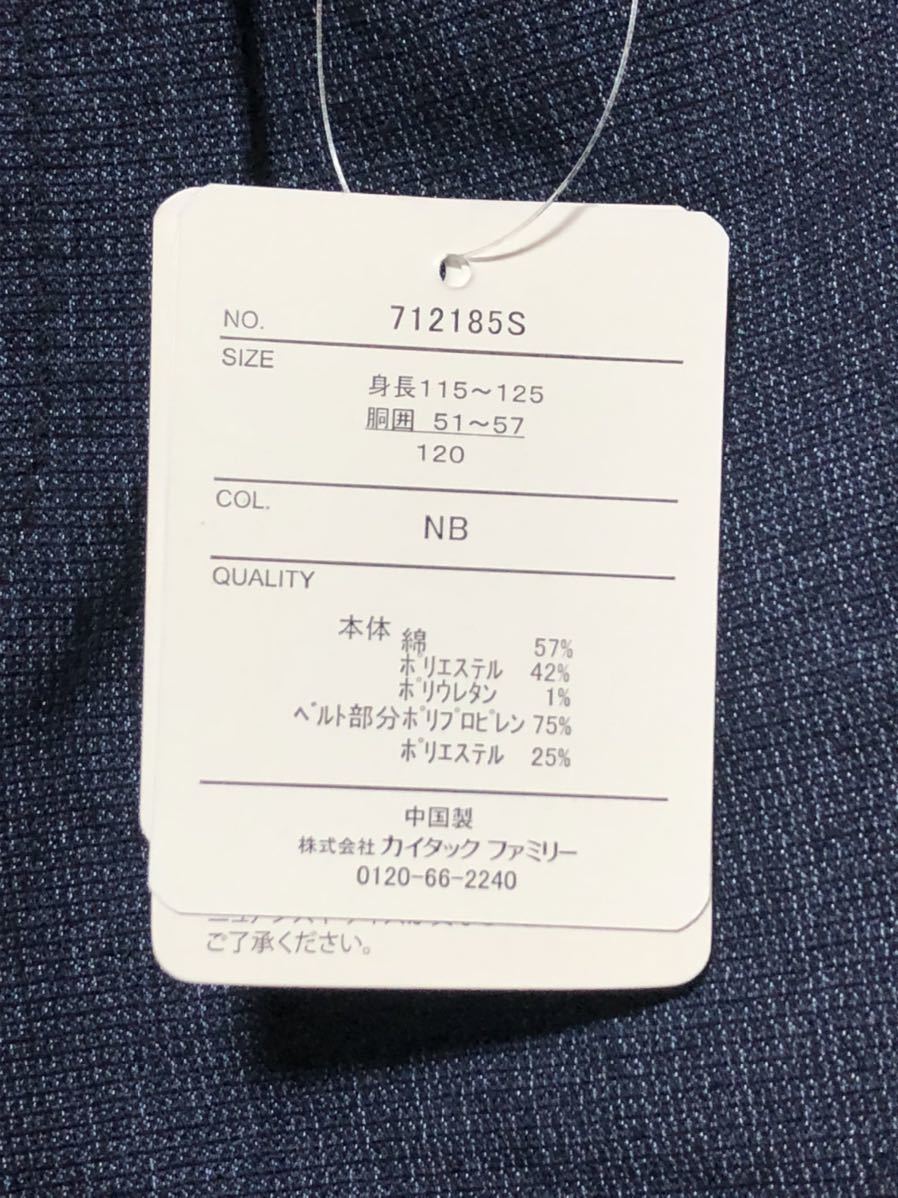 NO. 712185S
SIZE
身長115～125
胴囲 51～57
120
COL.
NB
QUALITY
本体 綿 57%
ポリエステル 42%
ポリウレタン 1%
ベルト部分ポリプロピレン 75%
ポリエステル 25%
中国製
株式会社 カイタック ファミリー
0120-66-2240
ご了承ください。